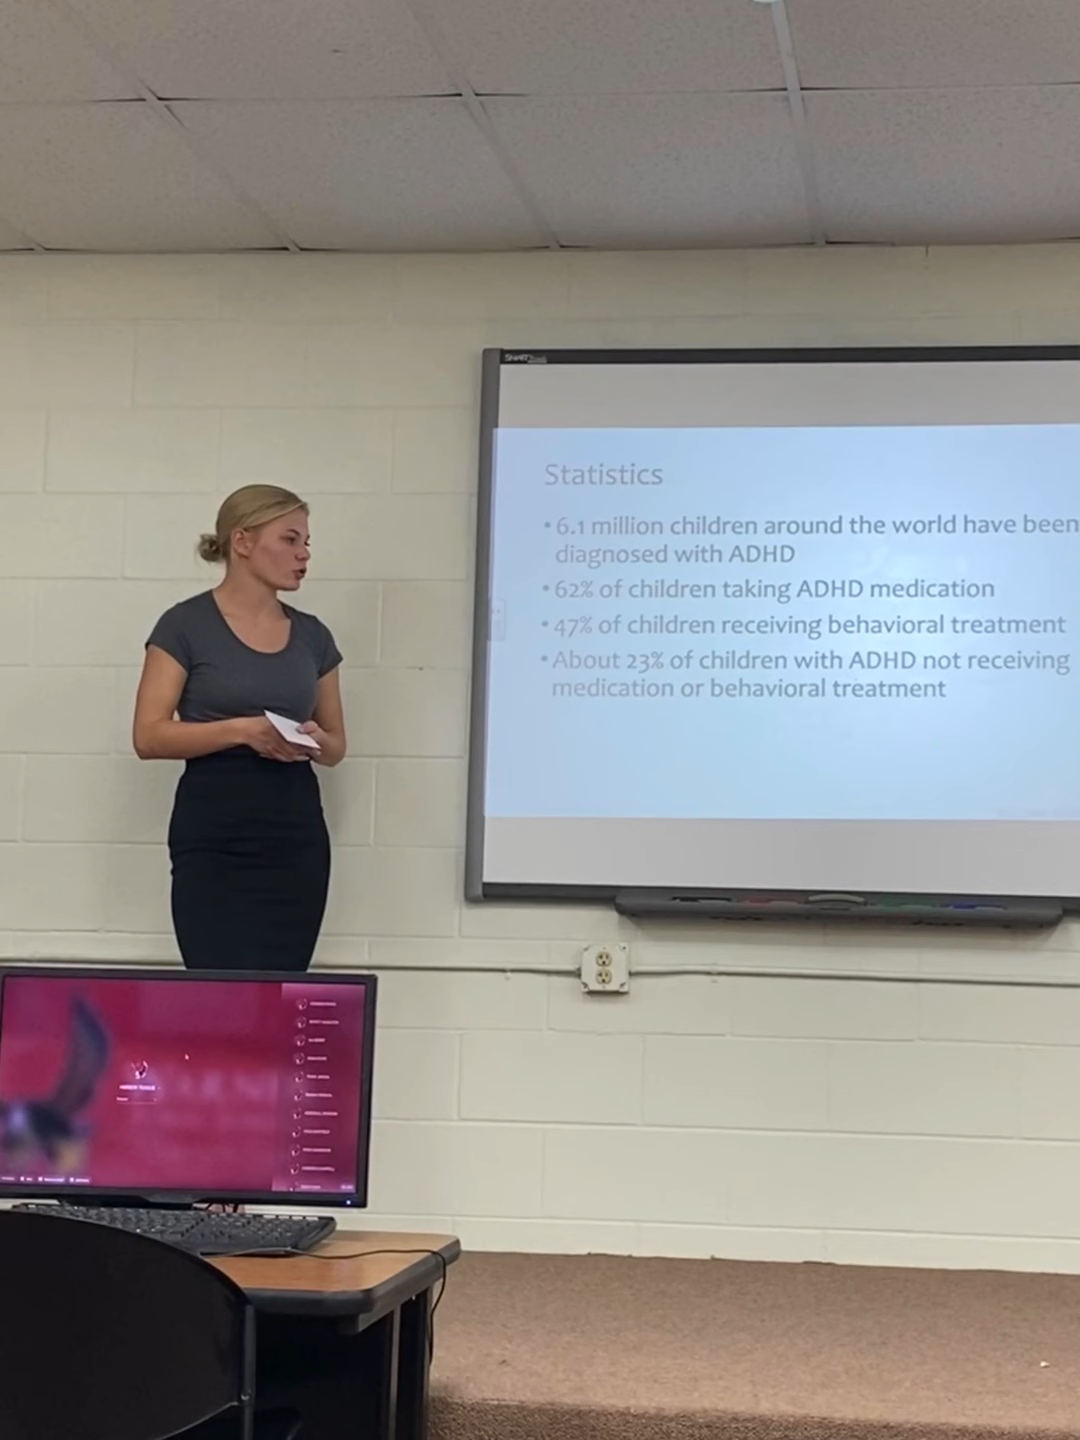 SMART
Statistics
• 6.1 million children around the world have been
diagnosed with ADHD
• 62% of children taking ADHD medication
• 47% of children receiving behavioral treatment
• About 23% of children with ADHD not receiving
medication or behavioral treatment